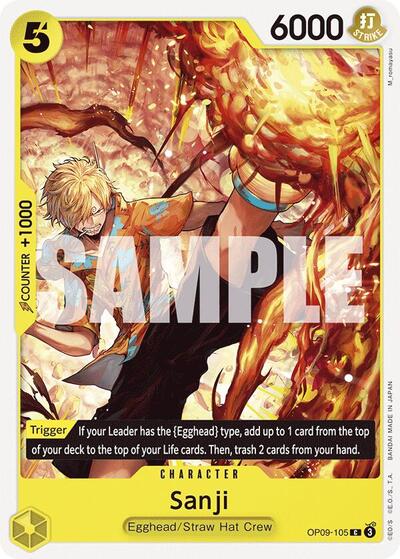 5
6000
打
STRIKE
M_romayasu
COUNTER +1000
SAMPLE
Trigger If your Leader has the {Egghead} type, add up to 1 card from the top
of your deck to the top of your Life cards. Then, trash 2 cards from your hand.
CHARACTER
Sanji
Egghead/Straw Hat Crew
OP09-105 C 3
©E.O/S ©E.O./S., T.A. BANDAI MADE IN JAPAN